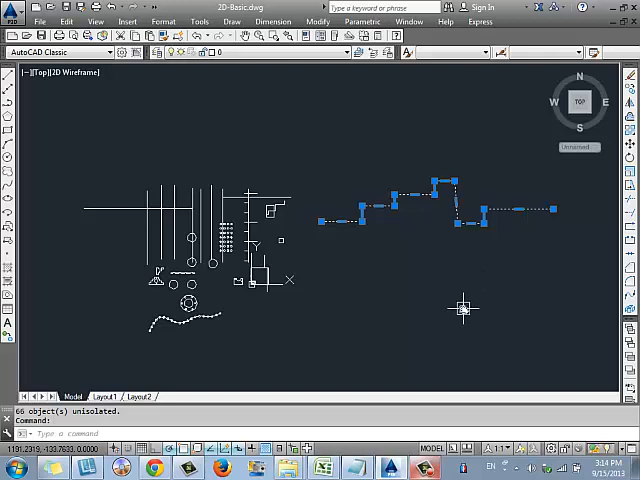 2D-Basic.dwg
Type a keyword or phrase
Sign In
File Edit View Insert Format Tools Draw Dimension Modify Parametric Window Help Express
AutoCAD Classic
0
[−][Top][2D Wireframe]
N
W TOP E
S
Unnamed
Y
Model Layout1 Layout2
66 object(s) unisolated.
Command:
Type a command
1191.2319, -133.7633, 0.0000
MODEL
1:1
EN
3:14 PM
9/15/2013